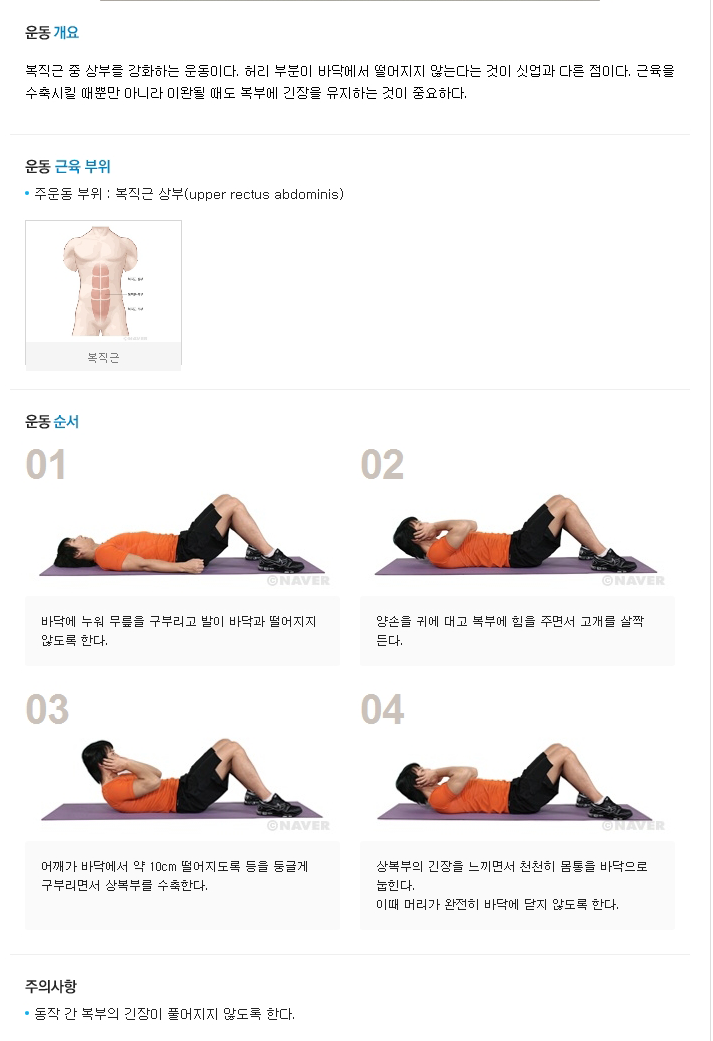 운동 개요
복직근 중 상부를 강화하는 운동이다. 허리 부분이 바닥에서 떨어지지 않는다는 것이 싯업과 다른 점이다. 근육을
수축시킬 때뿐만 아니라 이완될 때도 복부에 긴장을 유지하는 것이 중요하다.
운동 근육 부위
주운동 부위 : 복직근 상부(upper rectus abdominis)
©NAVER
복직근
운동 순서
01
©NAVER
바닥에 누워 무릎을 구부리고 발이 바닥과 떨어지지
않도록 한다.
02
©NAVER
양손을 귀에 대고 복부에 힘을 주면서 고개를 살짝
든다.
03
©NAVER
어깨가 바닥에서 약 10cm 떨어지도록 등을 둥글게
구부리면서 상복부를 수축한다.
04
©NAVER
상복부의 긴장을 느끼면서 천천히 몸통을 바닥으로
눕힌다.
이때 머리가 완전히 바닥에 닿지 않도록 한다.
주의사항
동작 간 복부의 긴장이 풀어지지 않도록 한다.